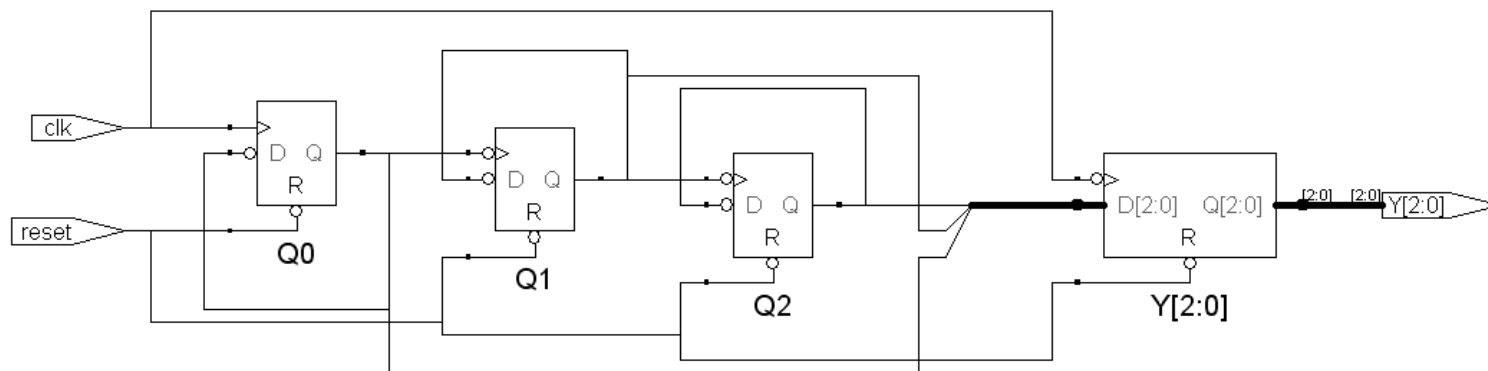 clk
D Q
R
Q0
reset
D Q
R
Q1
D Q
R
Q2
D[2:0] Q[2:0]
R
Y[2:0]
[2:0] [2:0]
Y[2:0]